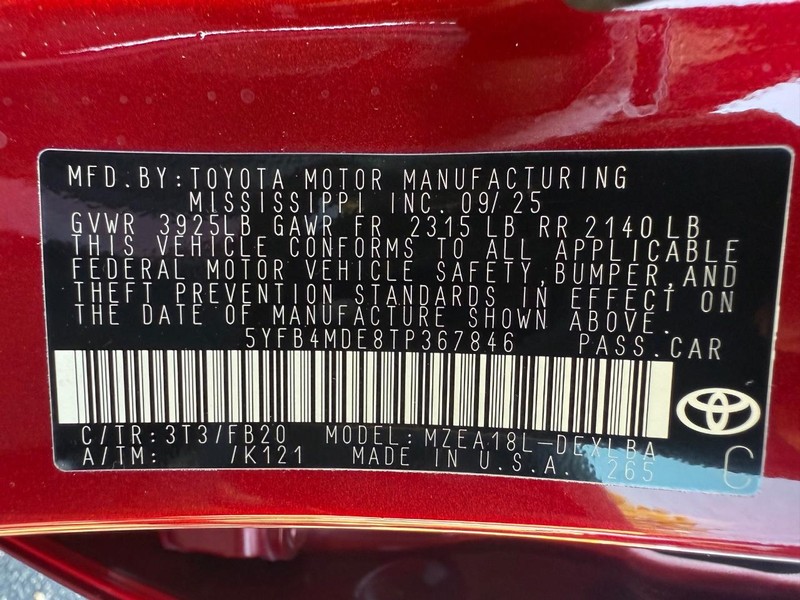 MFD.BY:TOYOTA MOTOR MANUFACTURING
MISSISSIPPI INC. 09/25
GVWR 3925LB GAWR FR 2315 LB RR 2140LB
THIS VEHICLE CONFORMS TO ALL APPLICABLE
FEDERAL MOTOR VEHICLE SAFETY,BUMPER,AND
THEFT PREVENTION STANDARDS IN EFFECT ON
THE DATE OF MANUFACTURE SHOWN ABOVE.
5YFB4MDE8TP367846 PASS.CAR
C/TR:3T3/FB20 MODEL:MZEA18L-DEXLBA
A/TM: /K121 MADE IN U.S.A. 265 C